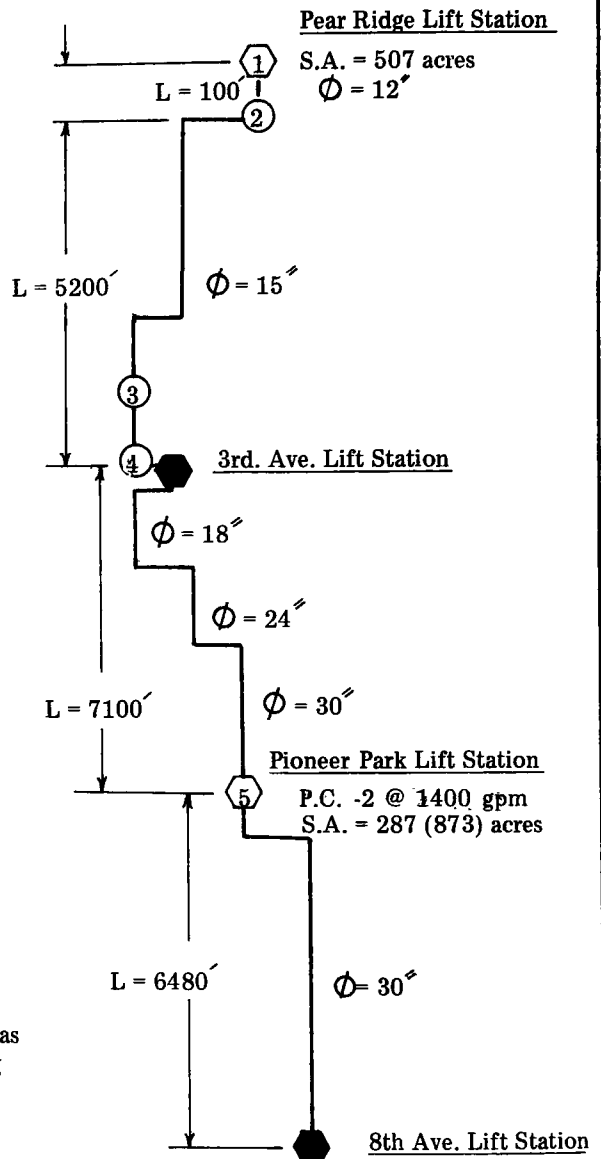 Pear Ridge Lift Station
1
S.A. = 507 acres
L = 100′
ϕ = 12″
2
L = 5200′
ϕ = 15″
3
4
3rd. Ave. Lift Station
ϕ = 18″
ϕ = 24″
L = 7100′
ϕ = 30″
Pioneer Park Lift Station
5
P.C. -2 @ 1400 gpm
S.A. = 287 (873) acres
L = 6480′
ϕ = 30″
as
8th Ave. Lift Station